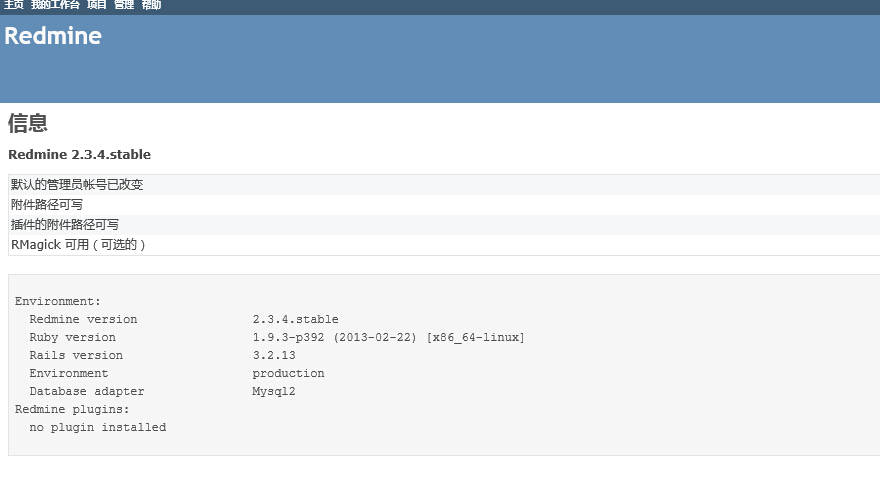 主页 我的工作台 项目 管理 帮助
Redmine
信息
Redmine 2.3.4.stable
默认的管理员帐号已改变
附件路径可写
插件的附件路径可写
RMagick 可用 ( 可选的 )
Environment:
Redmine version 2.3.4.stable
Ruby version 1.9.3-p392 (2013-02-22) [x86_64-linux]
Rails version 3.2.13
Environment production
Database adapter Mysql2
Redmine plugins:
no plugin installed